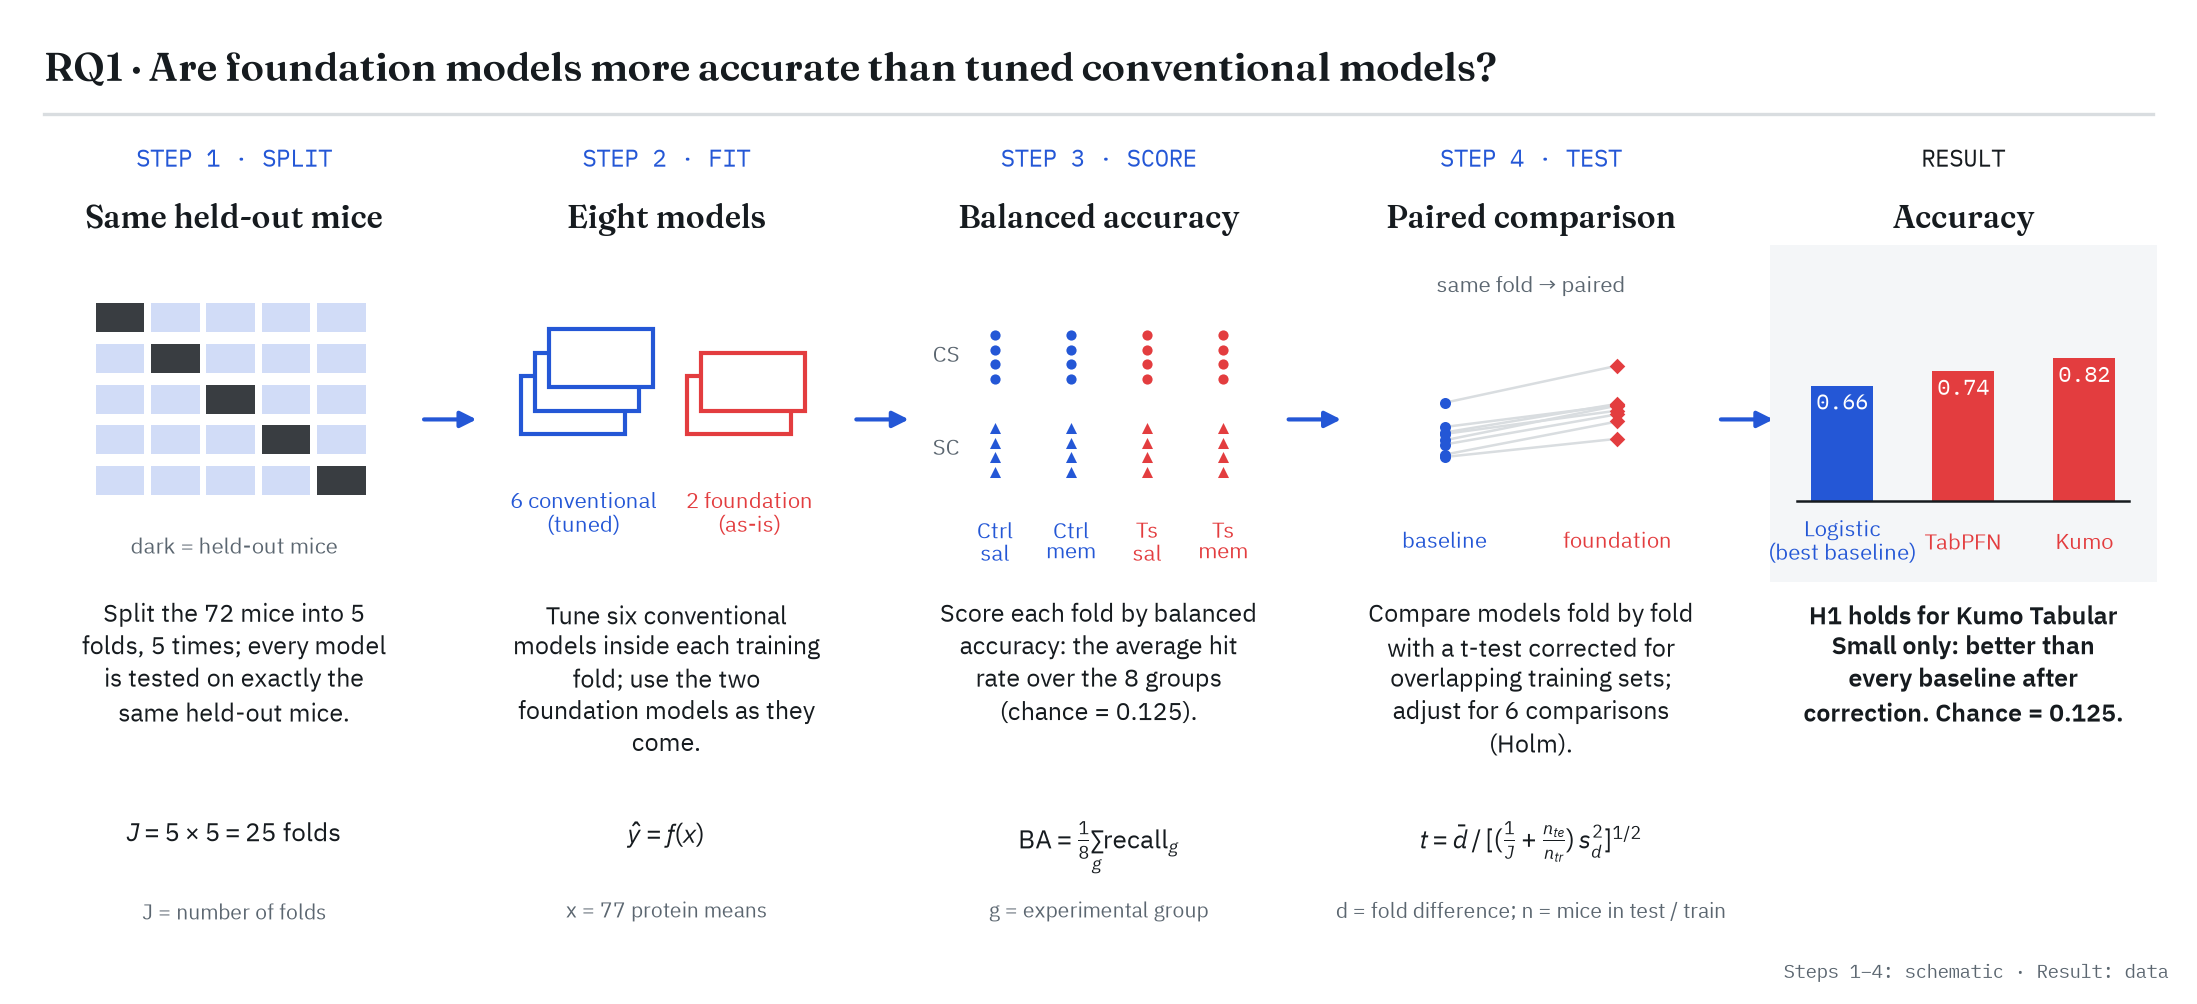 RQ1 · Are foundation models more accurate than tuned conventional models?
STEP 1 · SPLIT
Same held-out mice
dark = held-out mice
Split the 72 mice into 5
folds, 5 times; every model
is tested on exactly the
same held-out mice.
J = 5 × 5 = 25 folds
J = number of folds
STEP 2 · FIT
Eight models
6 conventional
(tuned)
2 foundation
(as-is)
Tune six conventional
models inside each training
fold; use the two
foundation models as they
come.
ŷ = f(x)
x = 77 protein means
STEP 3 · SCORE
Balanced accuracy
CS
SC
Ctrl
sal
Ctrl
mem
Ts
sal
Ts
mem
Score each fold by balanced
accuracy: the average hit
rate over the 8 groups
(chance = 0.125).
BA = 1/8 ∑_g recall_g
g = experimental group
STEP 4 · TEST
Paired comparison
same fold → paired
baseline
foundation
Compare models fold by fold
with a t-test corrected for
overlapping training sets;
adjust for 6 comparisons
(Holm).
t = d̄ / [(1/J + n_te/n_tr) s_d^2]^1/2
d = fold difference; n = mice in test / train
RESULT
Accuracy
0.66
0.74
0.82
Logistic
(best baseline)
TabPFN
Kumo
H1 holds for Kumo Tabular
Small only: better than
every baseline after
correction. Chance = 0.125.
Steps 1–4: schematic · Result: data